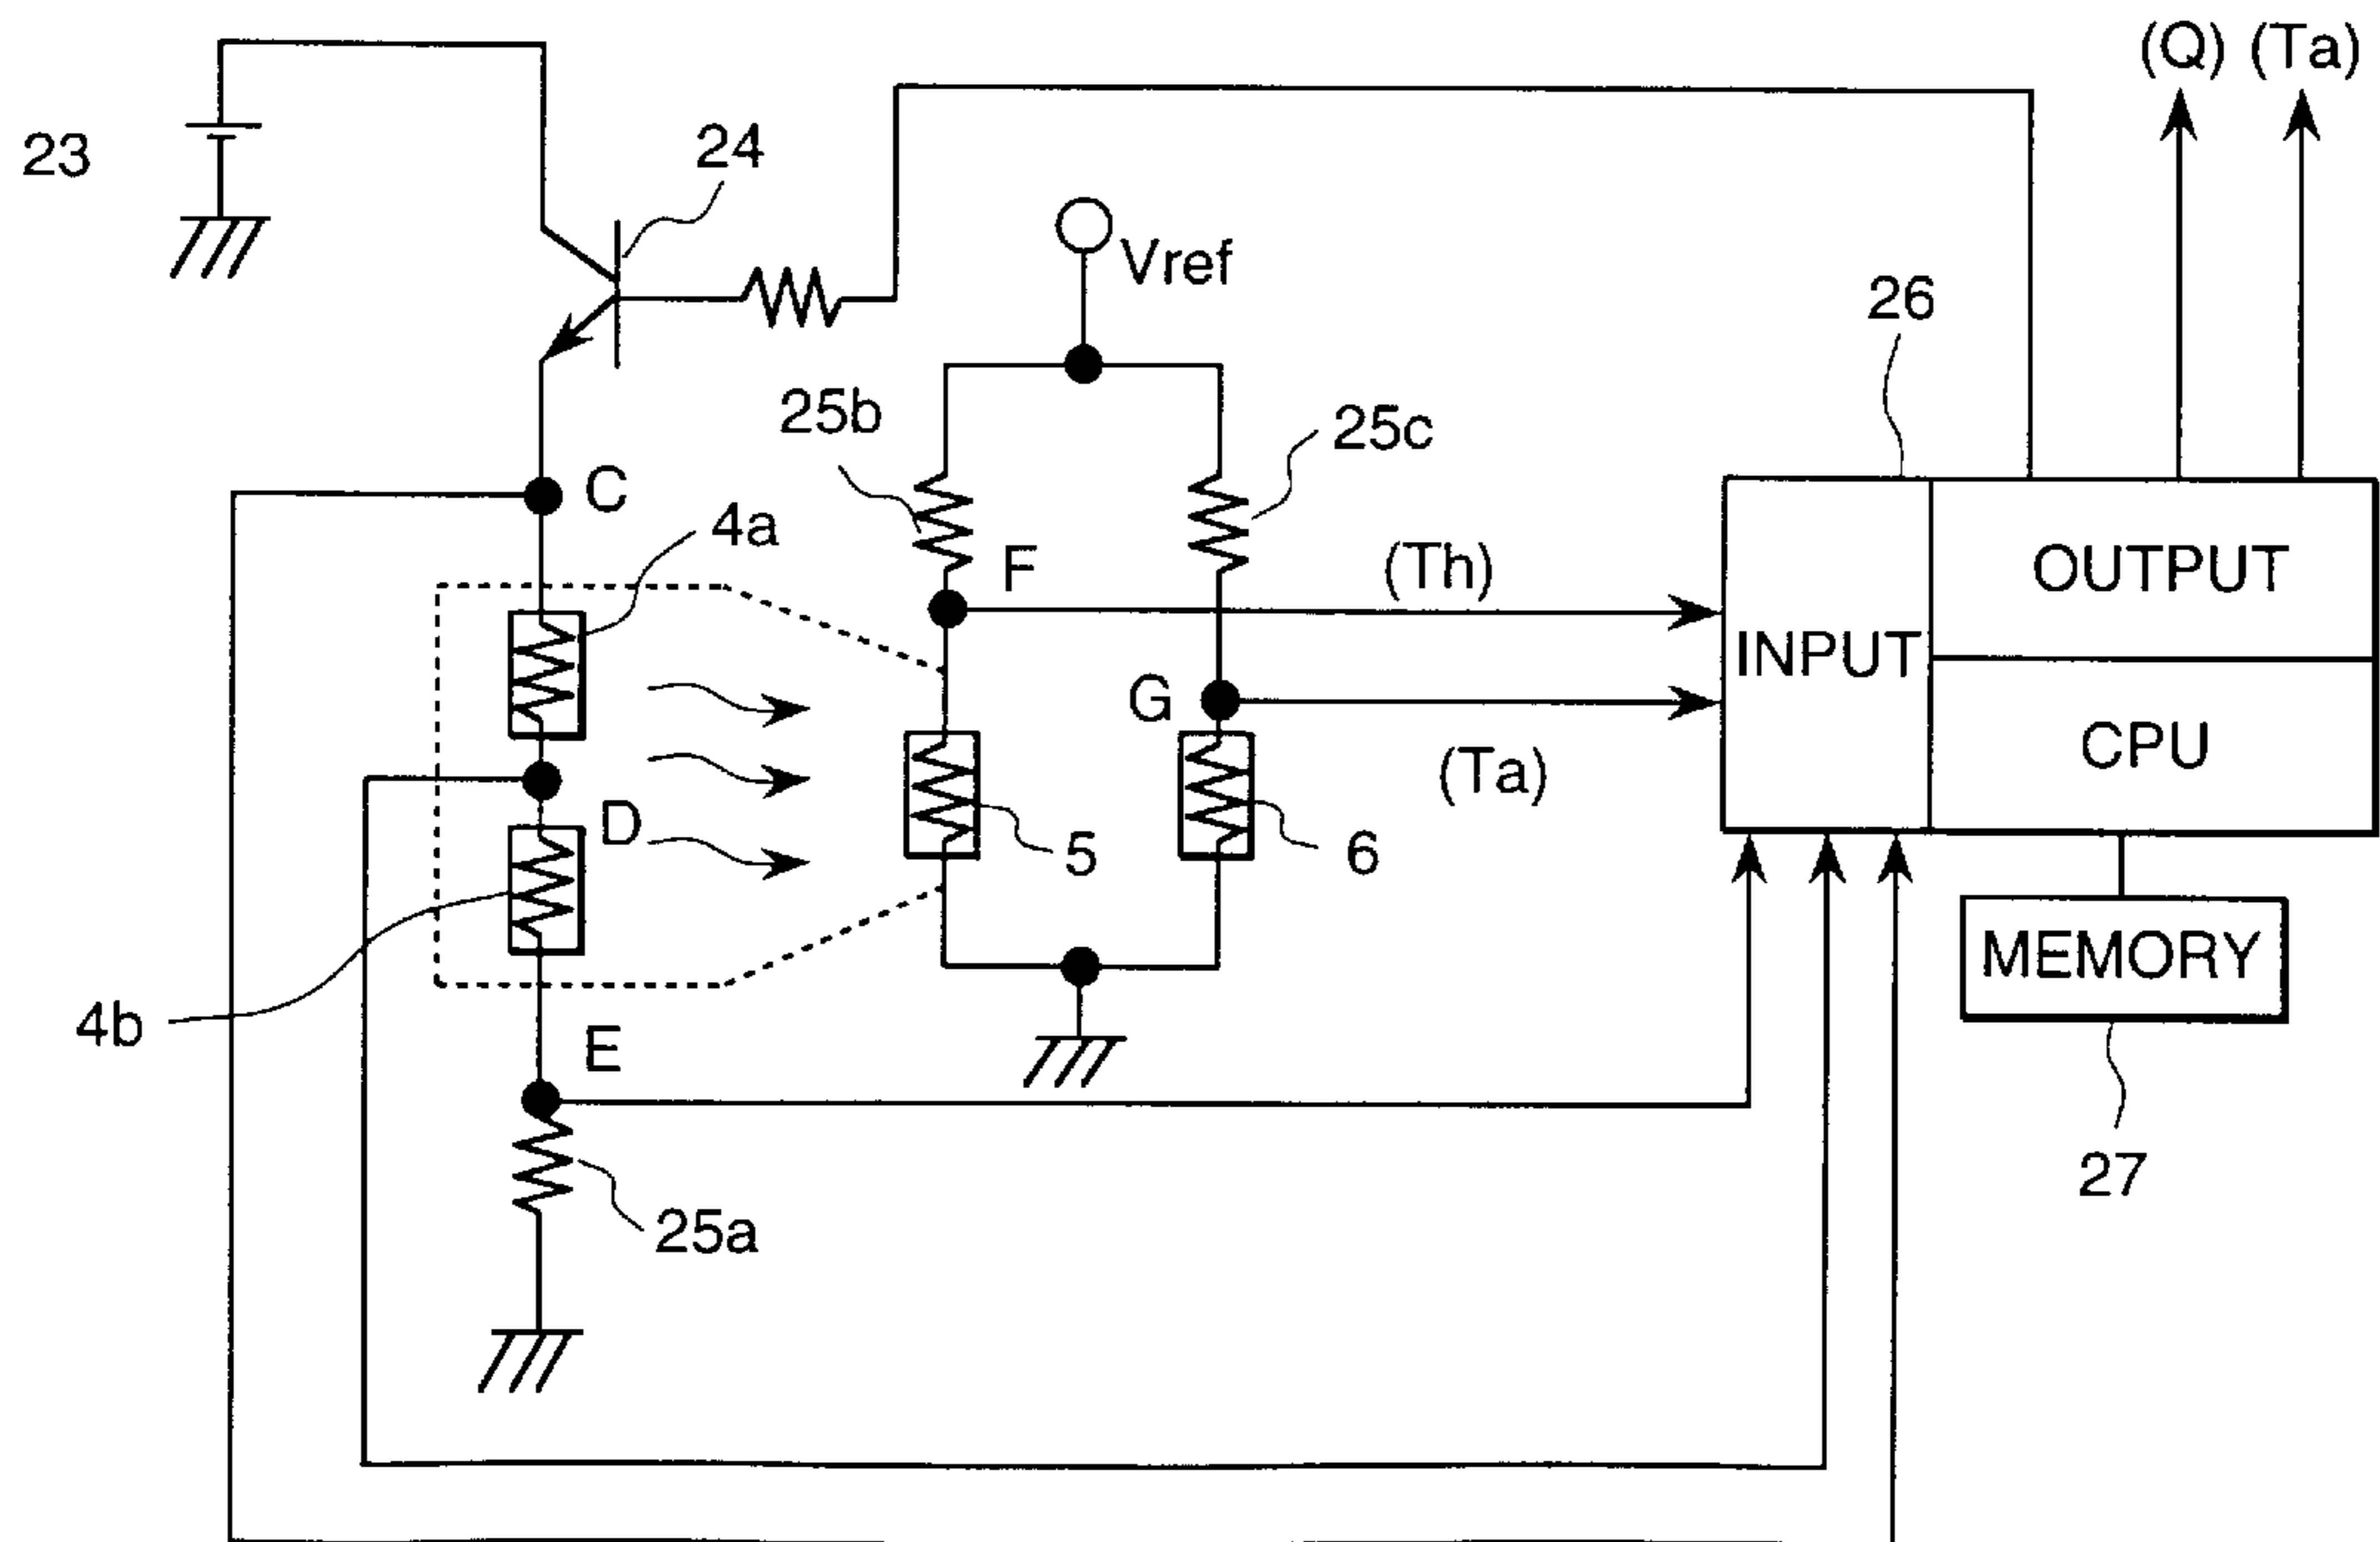 (Q) (Ta)
23
24
Vref
26
25b
25c
C
4a
F
(Th)
OUTPUT
INPUT
G
(Ta)
CPU
D
5
6
MEMORY
4b
E
27
25a